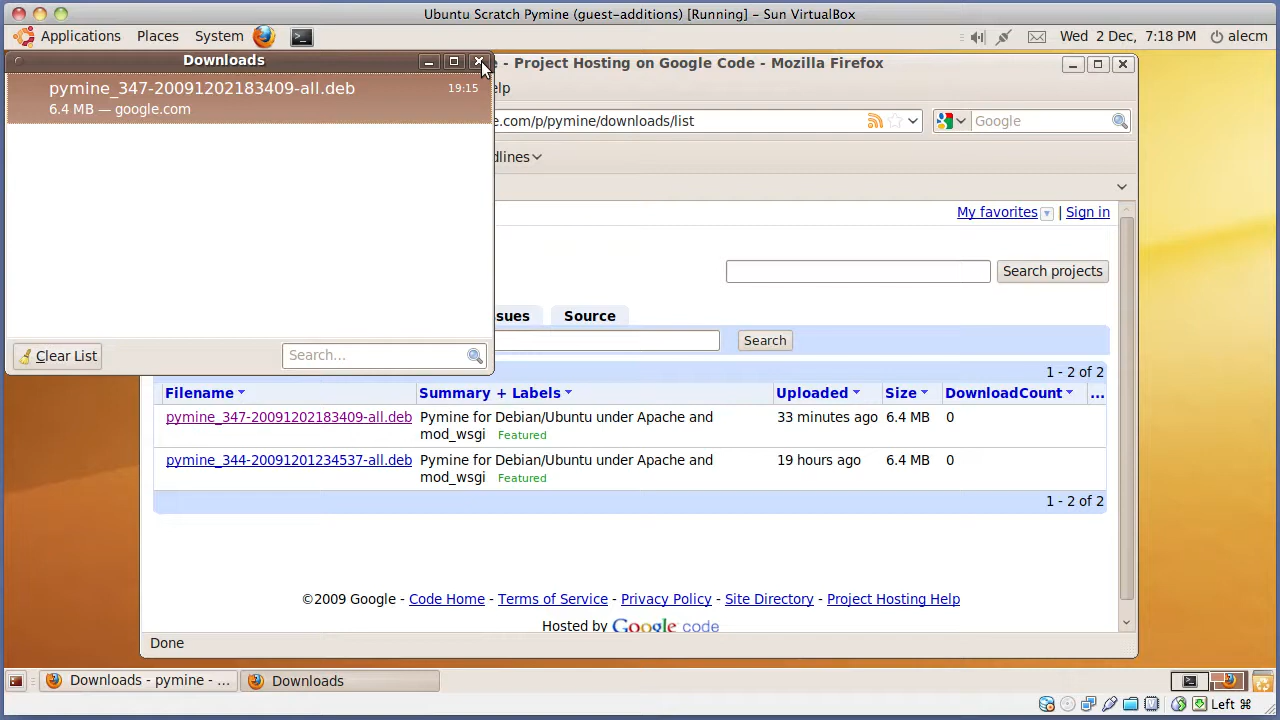 Ubuntu Scratch Pymine (guest-additions) [Running] - Sun VirtualBox
Applications Places System Wed 2 Dec, 7:18 PM alecm
Downloads
e - Project Hosting on Google Code - Mozilla Firefox
pymine_347-20091202183409-all.deb 19:15
elp
6.4 MB — google.com
e.com/p/pymine/downloads/list Google
dlines
My favorites | Sign in
Search projects
ssues Source
Search
Clear List Search...
1 - 2 of 2
Filename Summary + Labels Uploaded Size DownloadCount ...
pymine_347-20091202183409-all.deb Pymine for Debian/Ubuntu under Apache and 33 minutes ago 6.4 MB 0
mod_wsgi Featured
pymine_344-20091201234537-all.deb Pymine for Debian/Ubuntu under Apache and 19 hours ago 6.4 MB 0
mod_wsgi Featured
1 - 2 of 2
©2009 Google - Code Home - Terms of Service - Privacy Policy - Site Directory - Project Hosting Help
Hosted by Google code
Done
Downloads - pymine - ... Downloads
Left ⌘